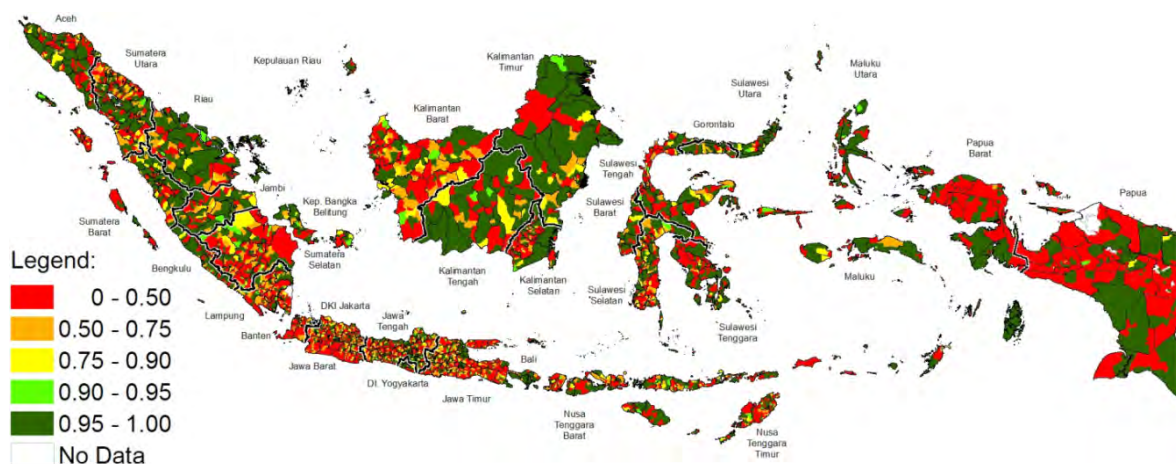 Aceh
Sumatera
Utara
Kepulauan Riau
Riau
Kalimantan
Timur
Kalimantan
Barat
Sulawesi
Utara
Maluku
Utara
Gorontalo
Papua
Barat
Papua
Sulawesi
Tengah
Jambi
Kep. Bangka
Belitung
Sulawesi
Barat
Sumatera
Barat
Sumatera
Selatan
Bengkulu
Kalimantan
Tengah
Kalimantan
Selatan
Sulawesi
Selatan
Maluku
Lampung
DKI Jakarta
Jawa
Tengah
Sulawesi
Tenggara
Banten
Jawa Barat
DI. Yogyakarta
Bali
Jawa Timur
Nusa
Tenggara
Barat
Nusa
Tenggara
Timur
Legend:
0 - 0.50
0.50 - 0.75
0.75 - 0.90
0.90 - 0.95
0.95 - 1.00
No Data